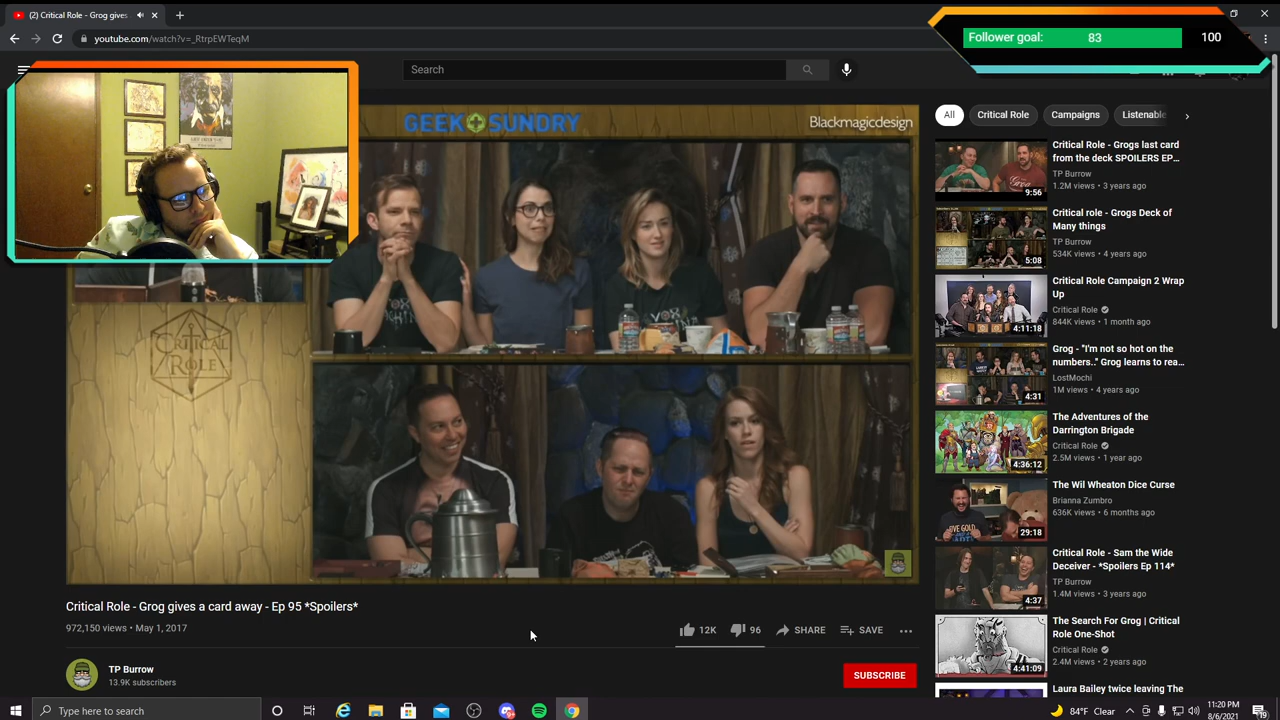 (2) Critical Role - Grog gives
youtube.com/watch?v=_RtrpEWTeqM
Follower goal: 83 100
Search
GEEK & SUNDRY
Blackmagicdesign
CRITICAL
ROLE
All
Critical Role
Campaigns
Listenable
Critical Role - Grogs last card
from the deck SPOILERS EP...
TP Burrow
1.2M views • 3 years ago
9:56
Critical role - Grogs Deck of
Many things
TP Burrow
534K views • 4 years ago
5:08
Critical Role Campaign 2 Wrap
Up
Critical Role
844K views • 1 month ago
4:11:18
Grog - "I'm not so hot on the
numbers.." Grog learns to rea...
LostMochi
1M views • 4 years ago
4:31
The Adventures of the
Darrington Brigade
Critical Role
2.5M views • 1 year ago
4:36:12
The Wil Wheaton Dice Curse
Brianna Zumbro
636K views • 6 months ago
29:18
Critical Role - Sam the Wide
Deceiver - *Spoilers Ep 114*
TP Burrow
1.4M views • 3 years ago
4:37
The Search For Grog | Critical
Role One-Shot
Critical Role
2.4M views • 2 years ago
4:41:09
Laura Bailey twice leaving The
Critical Role - Grog gives a card away - Ep 95 *Spoilers*
972,150 views • May 1, 2017
12K
96
SHARE
SAVE
TP Burrow
13.9K subscribers
SUBSCRIBE
Type here to search
84°F Clear
11:20 PM
8/6/2021